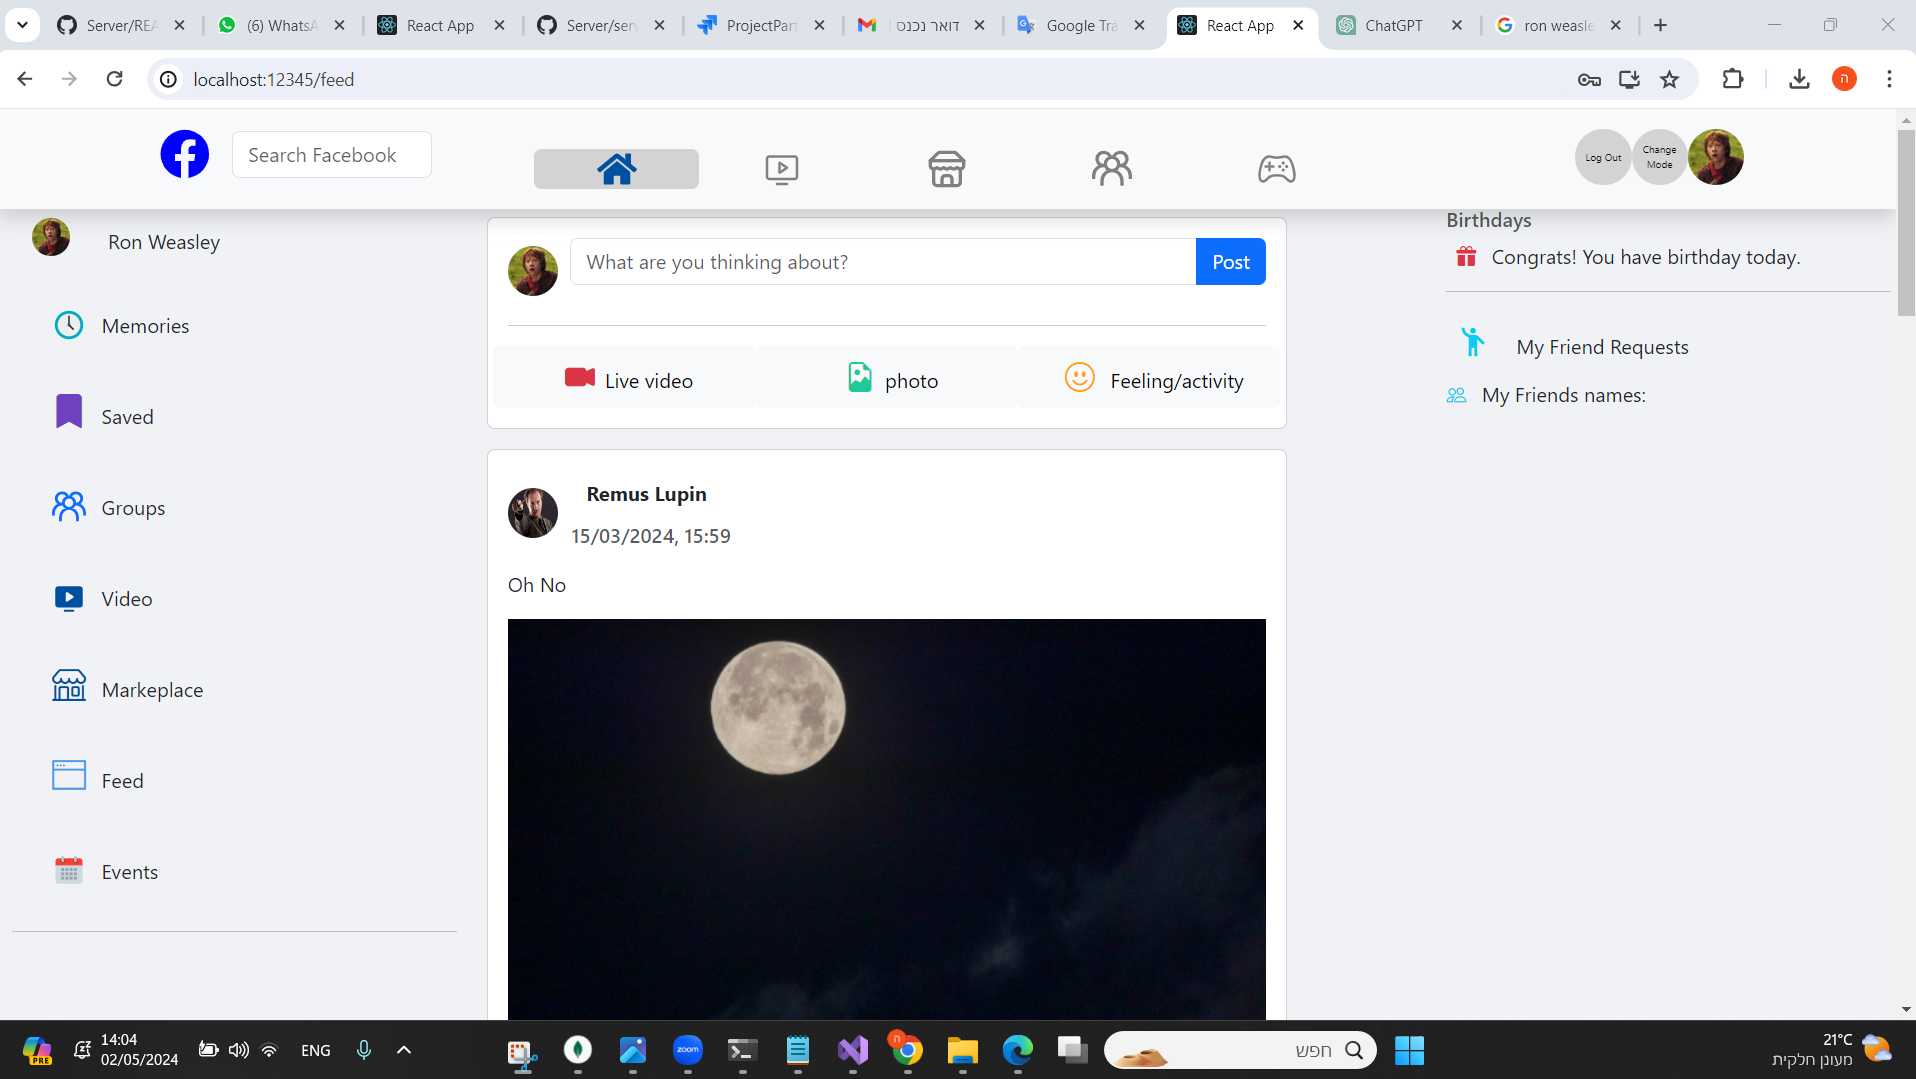 Server/REA
(6) WhatsA
React App
Server/serv
ProjectPart
דואר נכנס
Google Tra
React App
ChatGPT
ron weasle
localhost:12345/feed
ה
Search Facebook
Log Out
Change
Mode
Ron Weasley
Memories
Saved
Groups
Video
Markeplace
Feed
Events
What are you thinking about?
Post
Live video
photo
Feeling/activity
Remus Lupin
15/03/2024, 15:59
Oh No
Birthdays
Congrats! You have birthday today.
My Friend Requests
My Friends names:
PRE
14:04
02/05/2024
ENG
zoom
חפש
21°C
מעונן חלקית